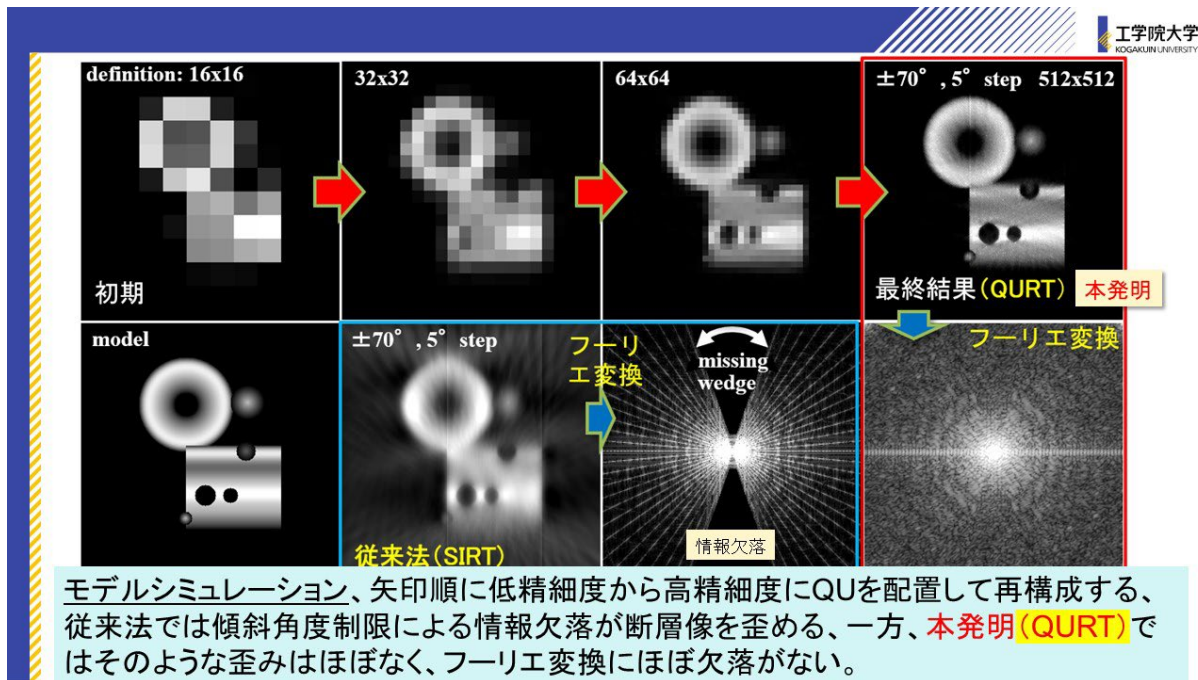 工学院大学
KOGAKUIN UNIVERSITY
definition: 16x16
32x32
64x64
±70°, 5° step 512x512
初期
最終結果(QURT)
本発明
model
±70°, 5° step
フーリ
エ変換
missing
wedge
フーリエ変換
従来法(SIRT)
情報欠落
モデルシミュレーション、矢印順に低精細度から高精細度にQUを配置して再構成する、
従来法では傾斜角度制限による情報欠落が断層像を歪める、一方、本発明(QURT)で
はそのような歪みはほぼなく、フーリエ変換にほぼ欠落がない。